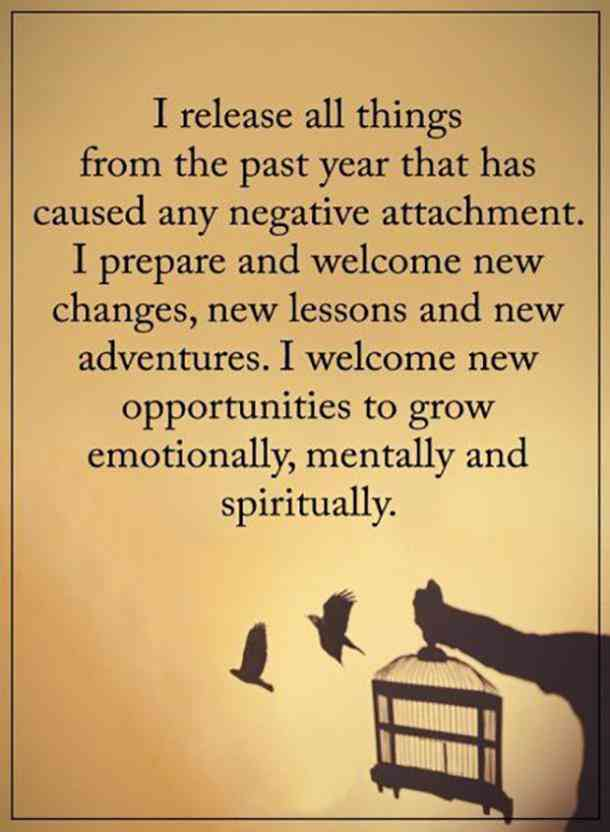 I release all things
from the past year that has
caused any negative attachment.
I prepare and welcome new
changes, new lessons and new
adventures. I welcome new
opportunities to grow
emotionally, mentally and
spiritually.